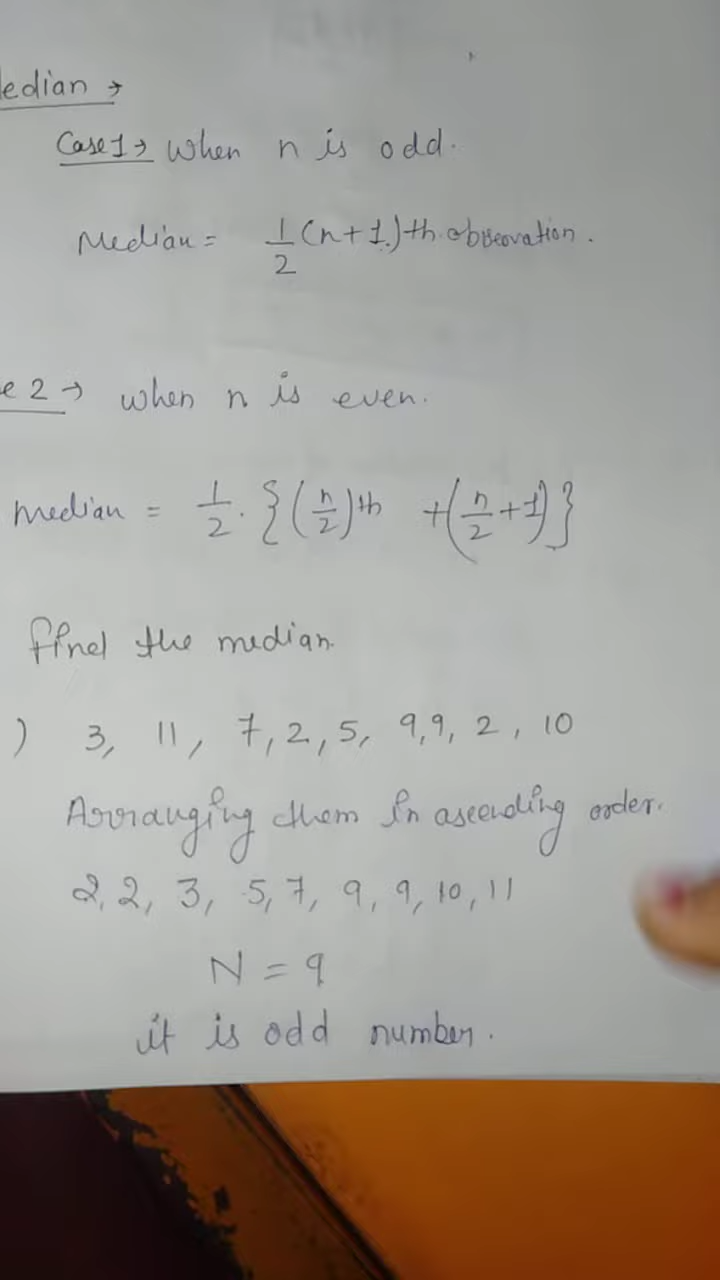 edian →
Case 1 → When n is odd.
Median = 1/2 (n+1)th observation.
e 2 → when n is even.
median = 1/2 . {(n/2)th + (n/2 + 1)}
find the median.
) 3, 11, 7, 2, 5, 9, 9, 2, 10
Arranging them in ascending order.
2, 2, 3, 5, 7, 9, 9, 10, 11
N = 9
it is odd number.